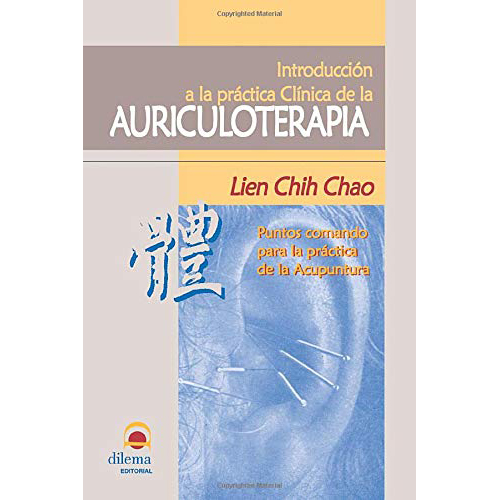 Copyrighted Material
Introducción
a la práctica Clínica de la
AURICULOTERAPIA
Lien Chih Chao
體
Puntos comando
para la práctica
de la Acupuntura
dilema
EDITORIAL
Copyrighted Material